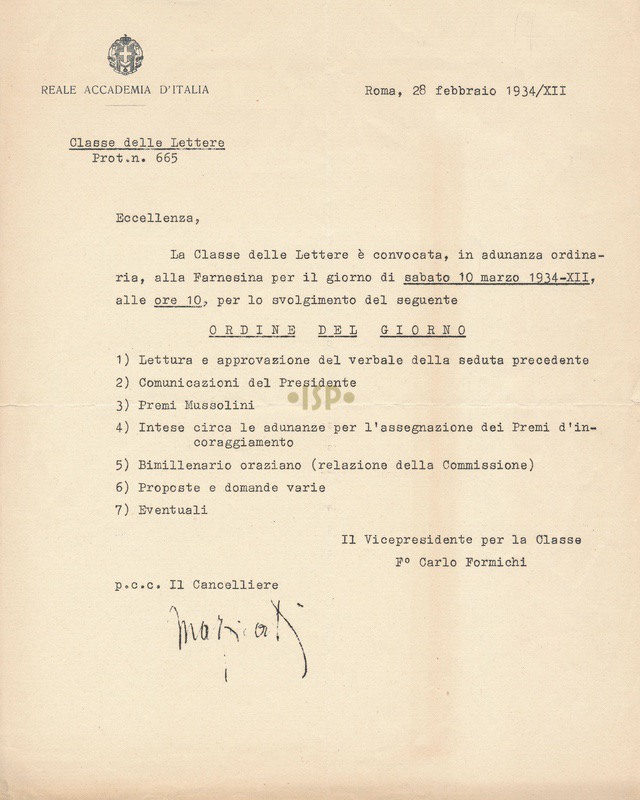 REALE ACCADEMIA D'ITALIA
Roma, 28 febbraio 1934/XII
Classe delle Lettere
Prot.n. 665
Eccellenza,
La Classe delle Lettere è convocata, in adunanza ordina-
ria, alla Farnesina per il giorno di sabato 10 marzo 1934-XII,
alle ore 10, per lo svolgimento del seguente
ORDINE DEL GIORNO
1) Lettura e approvazione del verbale della seduta precedente
2) Comunicazioni del Presidente
•ISP•
3) Premi Mussolini
4) Intese circa le adunanze per l'assegnazione dei Premi d'in-
coraggiamento
5) Bimillenario oraziano (relazione della Commissione)
6) Proposte e domande varie
7) Eventuali
Il Vicepresidente per la Classe
Fº Carlo Formichi
p.c.c. Il Cancelliere